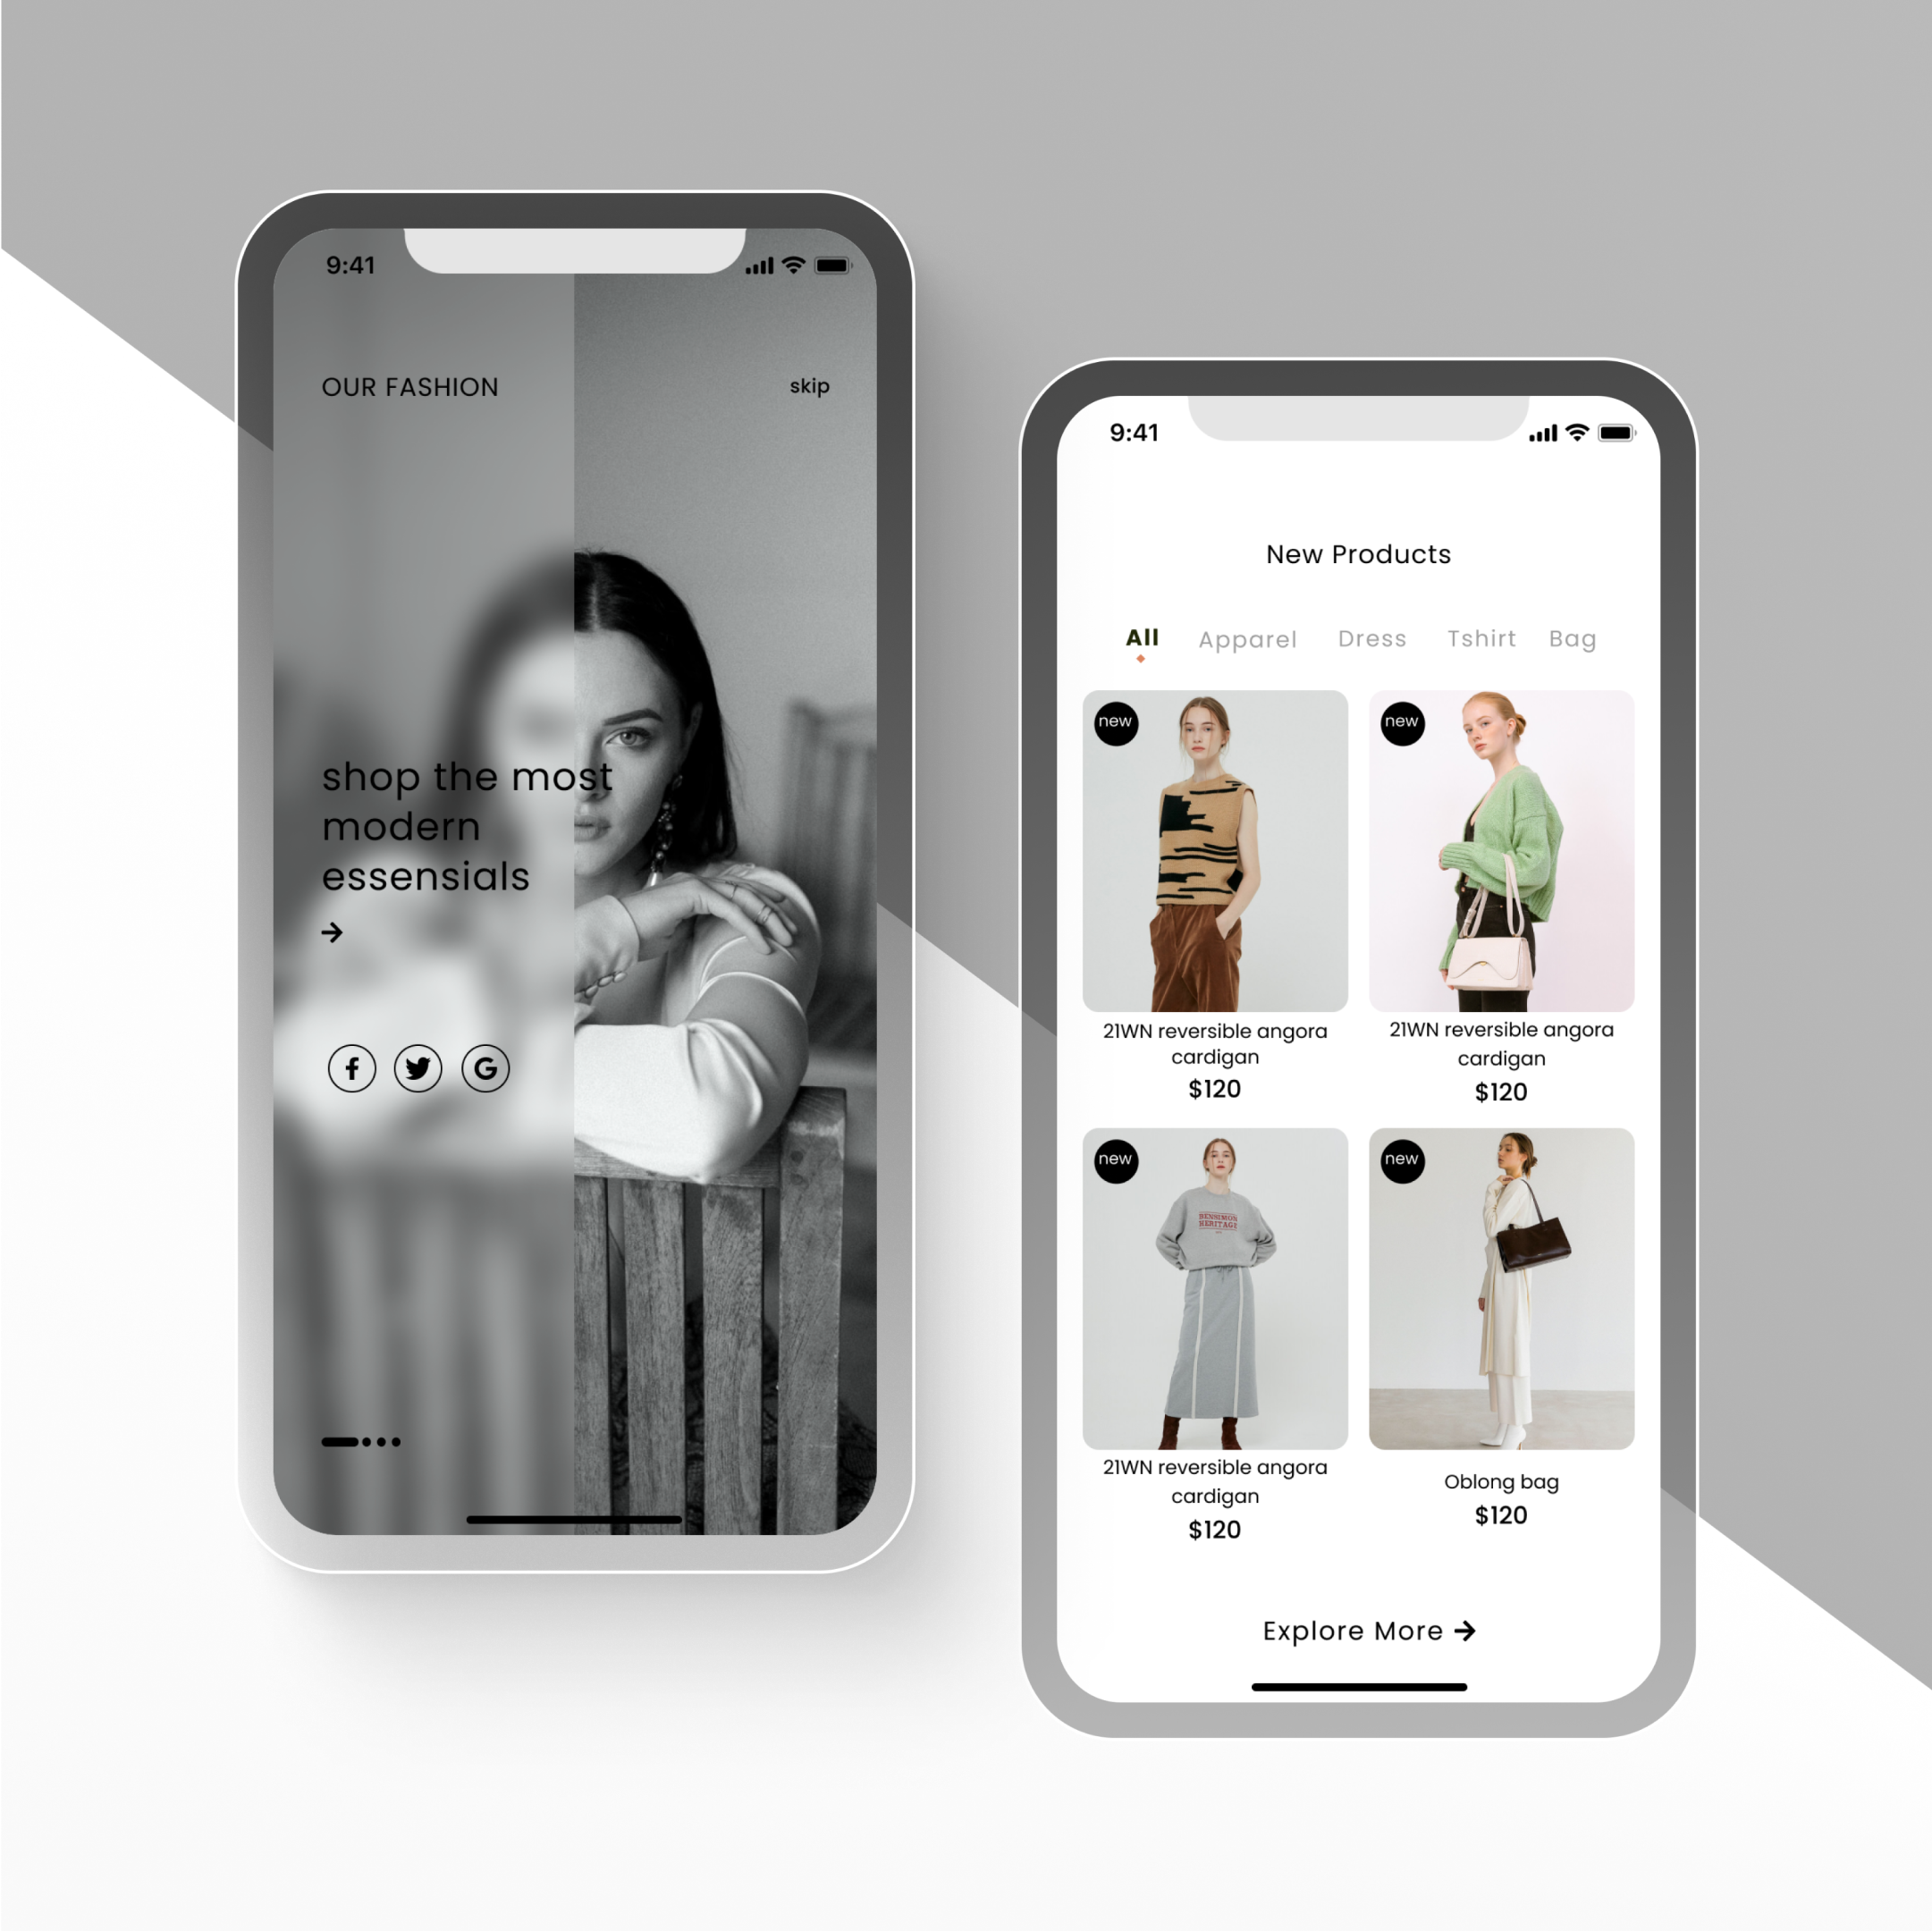 9:41
OUR FASHION
skip
shop the most
modern
essensials
9:41
New Products
All Apparel Dress Tshirt Bag
new
new
21WN reversible angora
cardigan
$120
21WN reversible angora
cardigan
$120
new
BENSIMON
HERITAGE
new
21WN reversible angora
cardigan
$120
Oblong bag
$120
Explore More